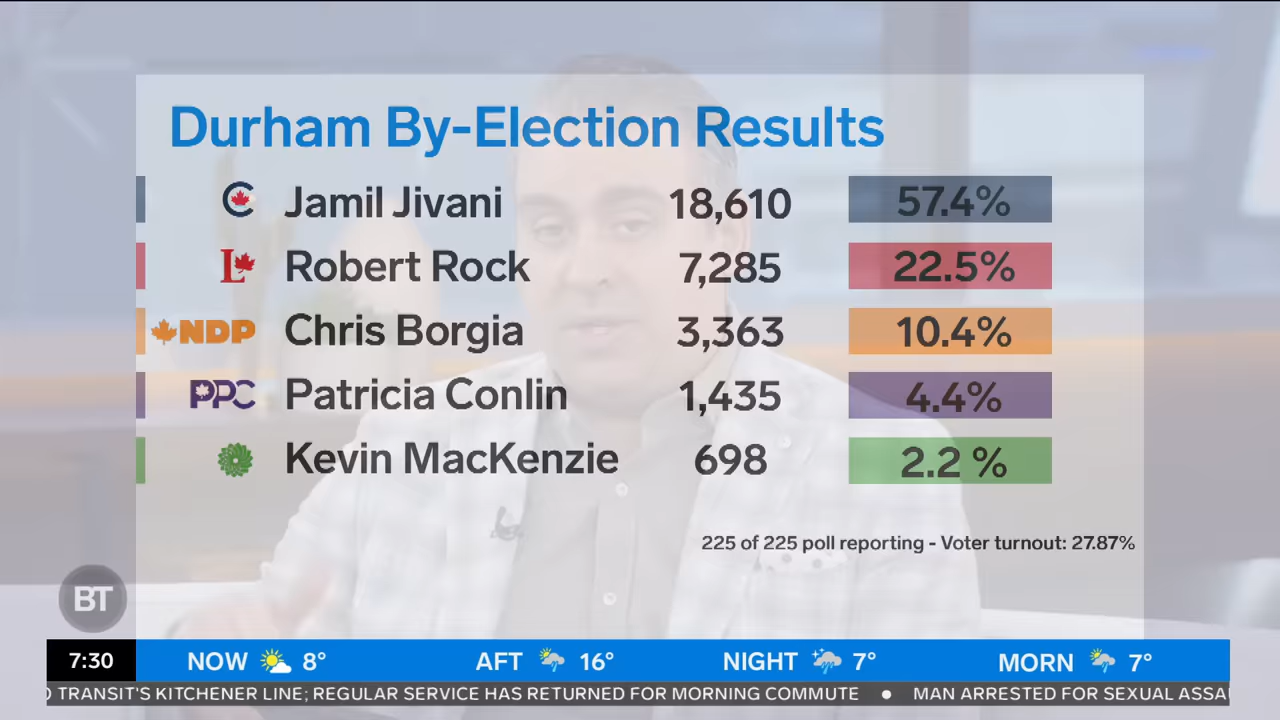 Durham By-Election Results
Jamil Jivani 18,610 57.4%
L Robert Rock 7,285 22.5%
NDP Chris Borgia 3,363 10.4%
PPC Patricia Conlin 1,435 4.4%
Kevin MacKenzie 698 2.2 %
225 of 225 poll reporting - Voter turnout: 27.87%
BT
7:30 NOW 8° AFT 16° NIGHT 7° MORN 7°
TRANSIT'S KITCHENER LINE; REGULAR SERVICE HAS RETURNED FOR MORNING COMMUTE • MAN ARRESTED FOR SEXUAL ASSA